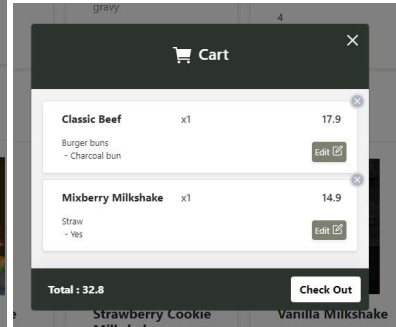 gravy
4
Cart
Classic Beef x1 17.9
Burger buns
- Charcoal bun
Edit
Mixberry Milkshake x1 14.9
Straw
- Yes
Edit
Total : 32.8
Check Out
Strawberry Cookie
Vanilla Milkshake